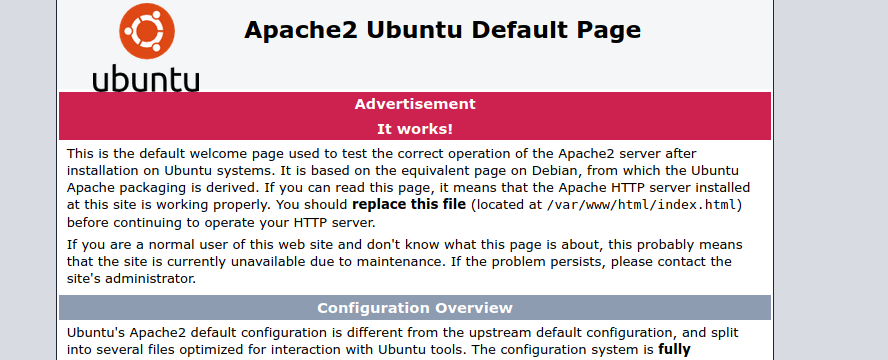 Apache2 Ubuntu Default Page
ubuntu
Advertisement
It works!
This is the default welcome page used to test the correct operation of the Apache2 server after
installation on Ubuntu systems. It is based on the equivalent page on Debian, from which the Ubuntu
Apache packaging is derived. If you can read this page, it means that the Apache HTTP server installed
at this site is working properly. You should replace this file (located at /var/www/html/index.html)
before continuing to operate your HTTP server.
If you are a normal user of this web site and don't know what this page is about, this probably means
that the site is currently unavailable due to maintenance. If the problem persists, please contact the
site's administrator.
Configuration Overview
Ubuntu's Apache2 default configuration is different from the upstream default configuration, and split
into several files optimized for interaction with Ubuntu tools. The configuration system is fully